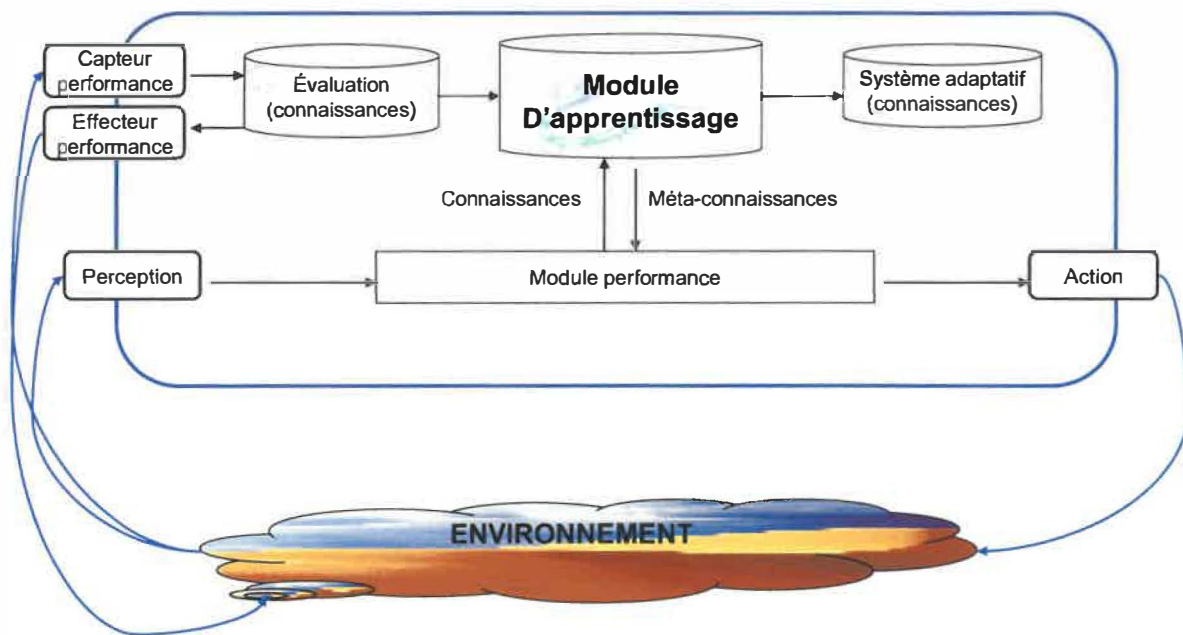 Capteur
performance
Effecteur
performance
Évaluation
(connaissances)
Module
D'apprentissage
Système adaptatif
(connaissances)
Connaissances
Méta-connaissances
Perception
Module performance
Action
ENVIRONNEMENT